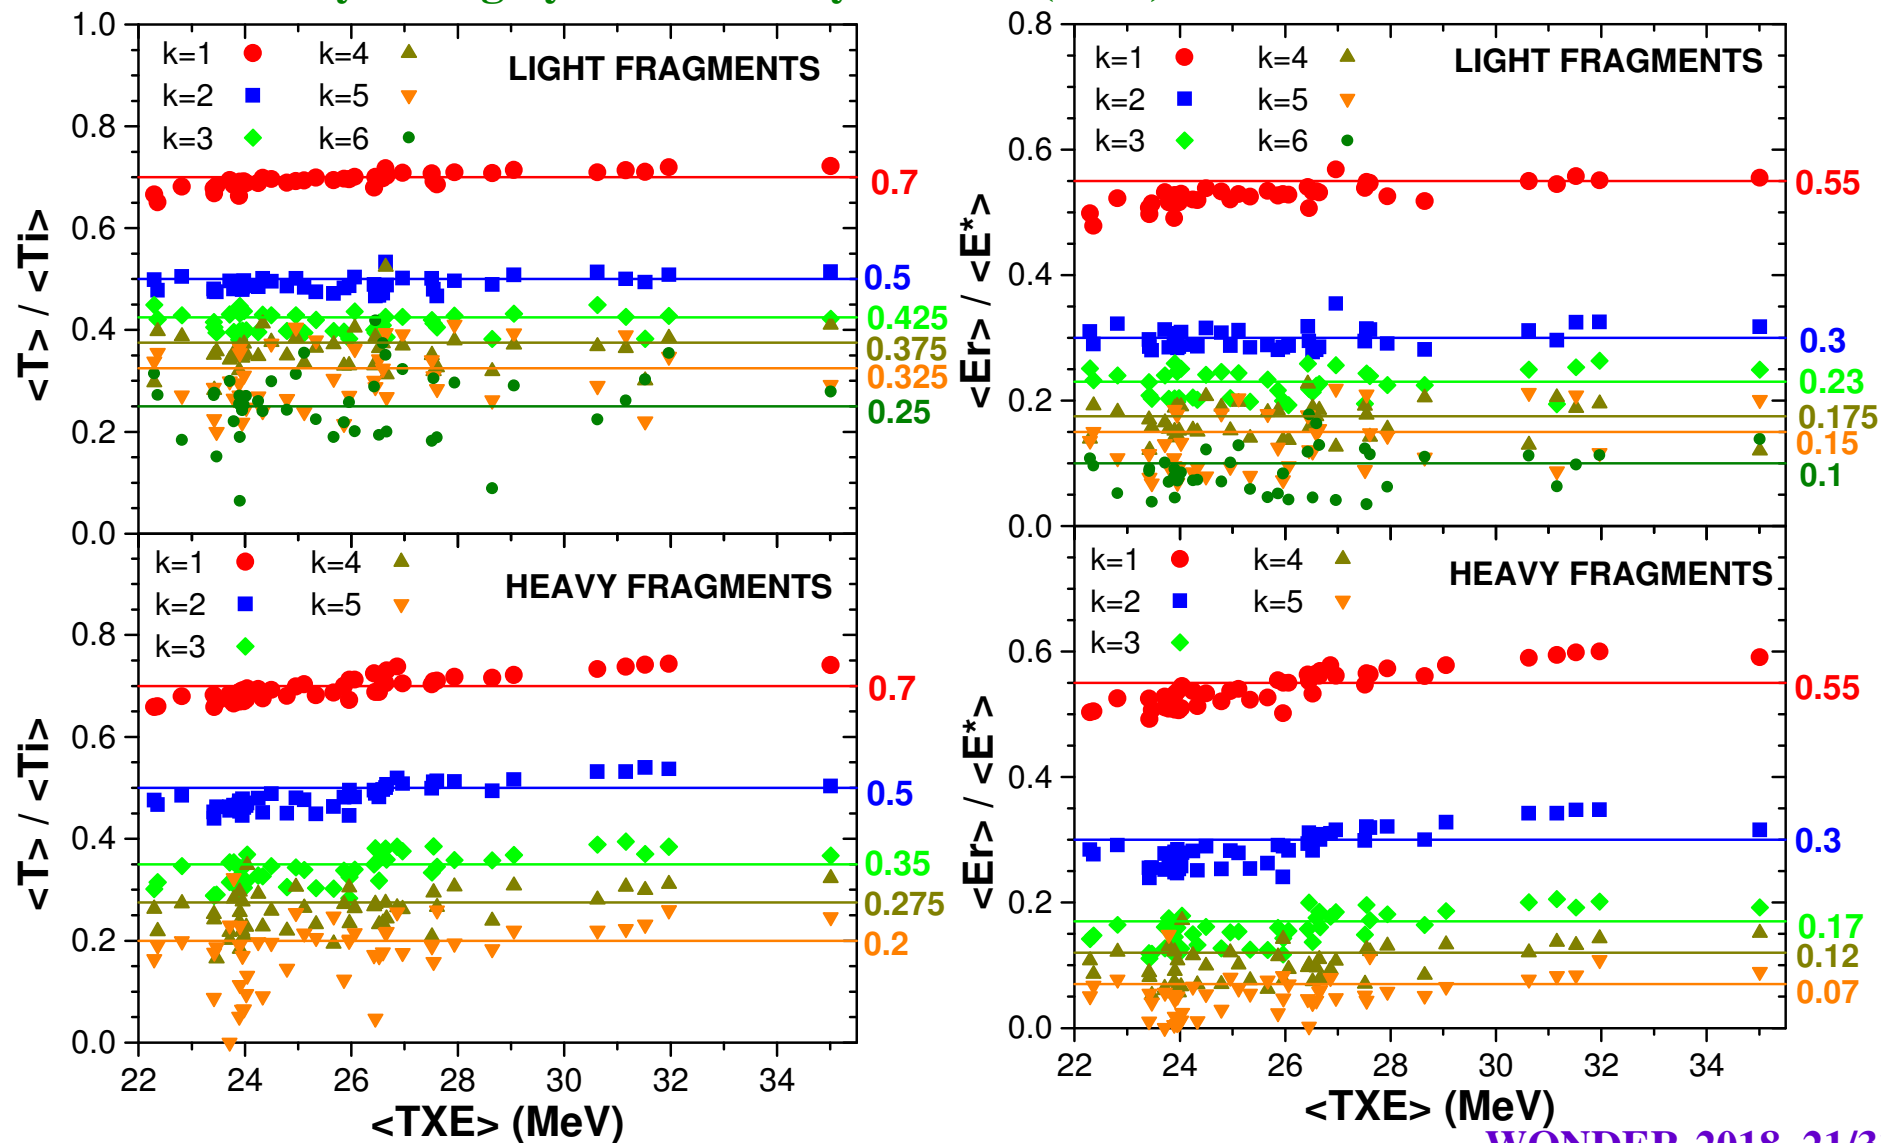 1.0
k=1 k=4
LIGHT FRAGMENTS
k=2 k=5
k=3 k=6
0.8
0.6
0.4
0.2
0.0
<T> / <Ti>
0.7
0.5
0.425
0.375
0.325
0.25
0.8
k=1 k=4
LIGHT FRAGMENTS
k=2 k=5
k=3 k=6
0.6
0.4
0.2
0.0
<Er> / <E*>
0.55
0.3
0.23
0.175
0.15
0.1
k=1 k=4
HEAVY FRAGMENTS
k=2 k=5
k=3
0.8
0.6
0.4
0.2
0.0
<T> / <Ti>
0.7
0.5
0.35
0.275
0.2
22 24 26 28 30 32 34
<TXE> (MeV)
k=1 k=4
HEAVY FRAGMENTS
k=2 k=5
k=3
0.6
0.4
0.2
0.0
<Er> / <E*>
0.55
0.3
0.17
0.12
0.07
22 24 26 28 30 32 34
<TXE> (MeV)
WONDER-2018 21/3